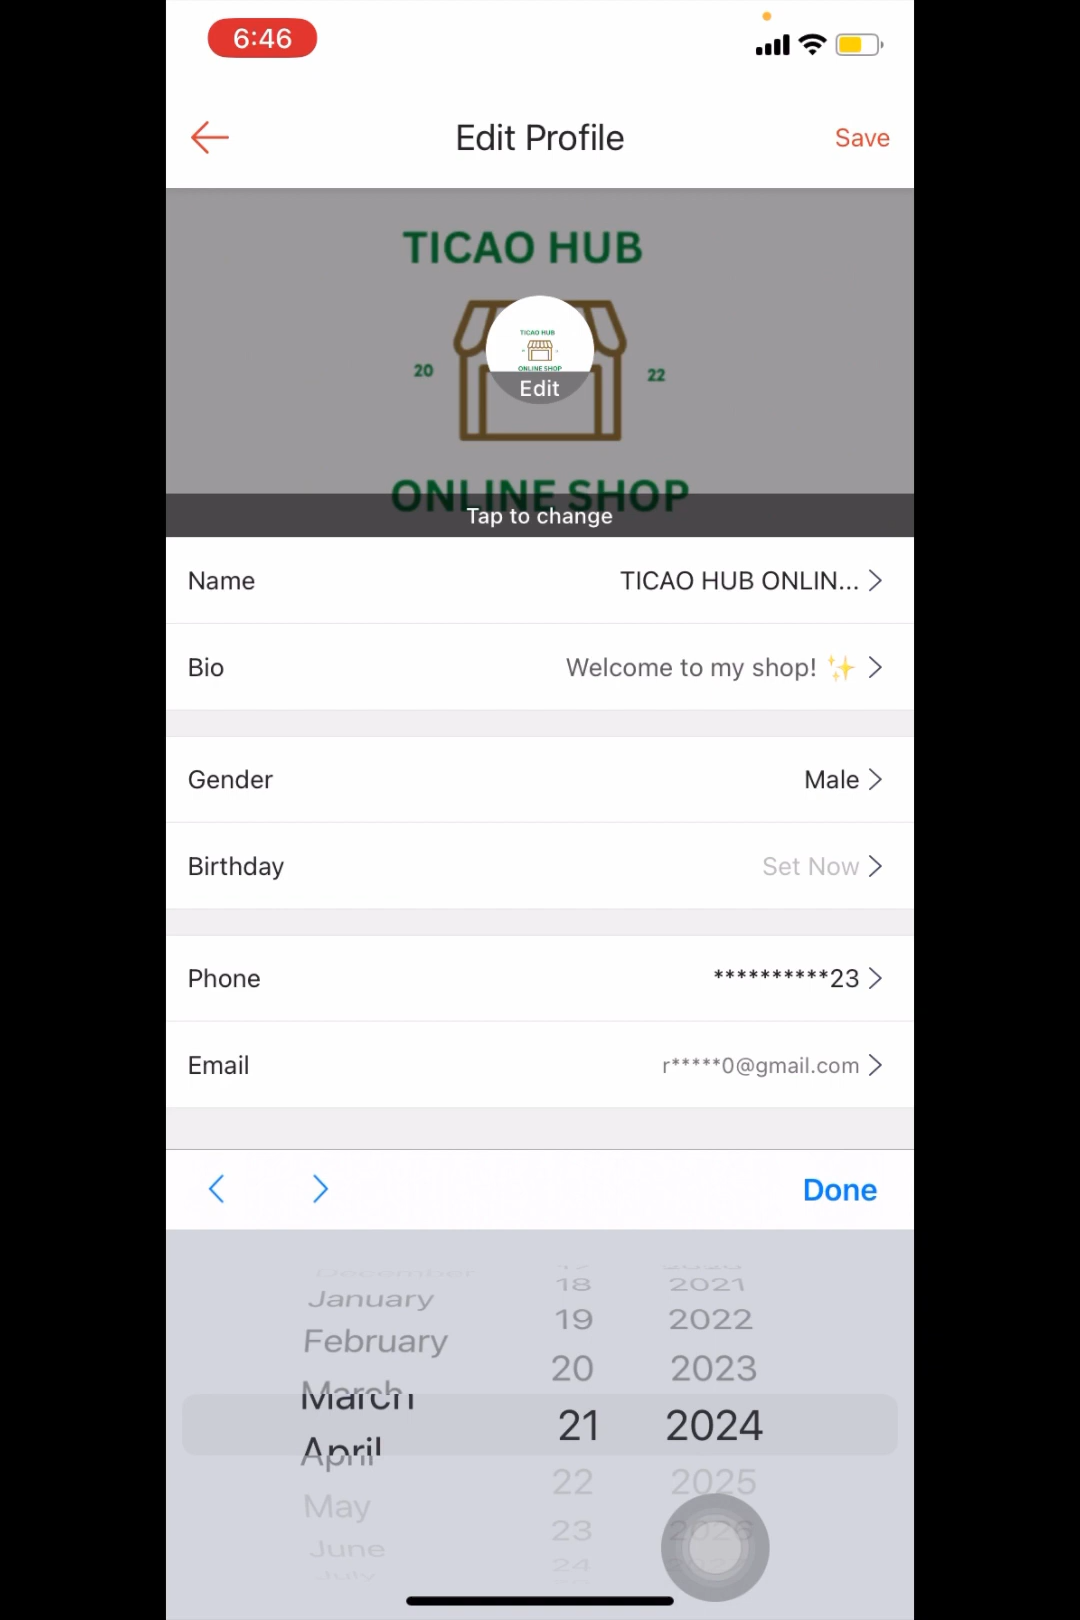 6:46
Edit Profile
Save
TICAO HUB
20
22
TICAO HUB
ONLINE SHOP
Edit
ONLINE SHOP
Tap to change
Name TICAO HUB ONLIN...
Bio Welcome to my shop! ✨
Gender Male
Birthday Set Now
Phone **********23
Email r*****0@gmail.com
Done
December
January 18 2021
February 19 2022
March 20 2023
April 21 2024
May 22 2025
June 23 2026
July 24